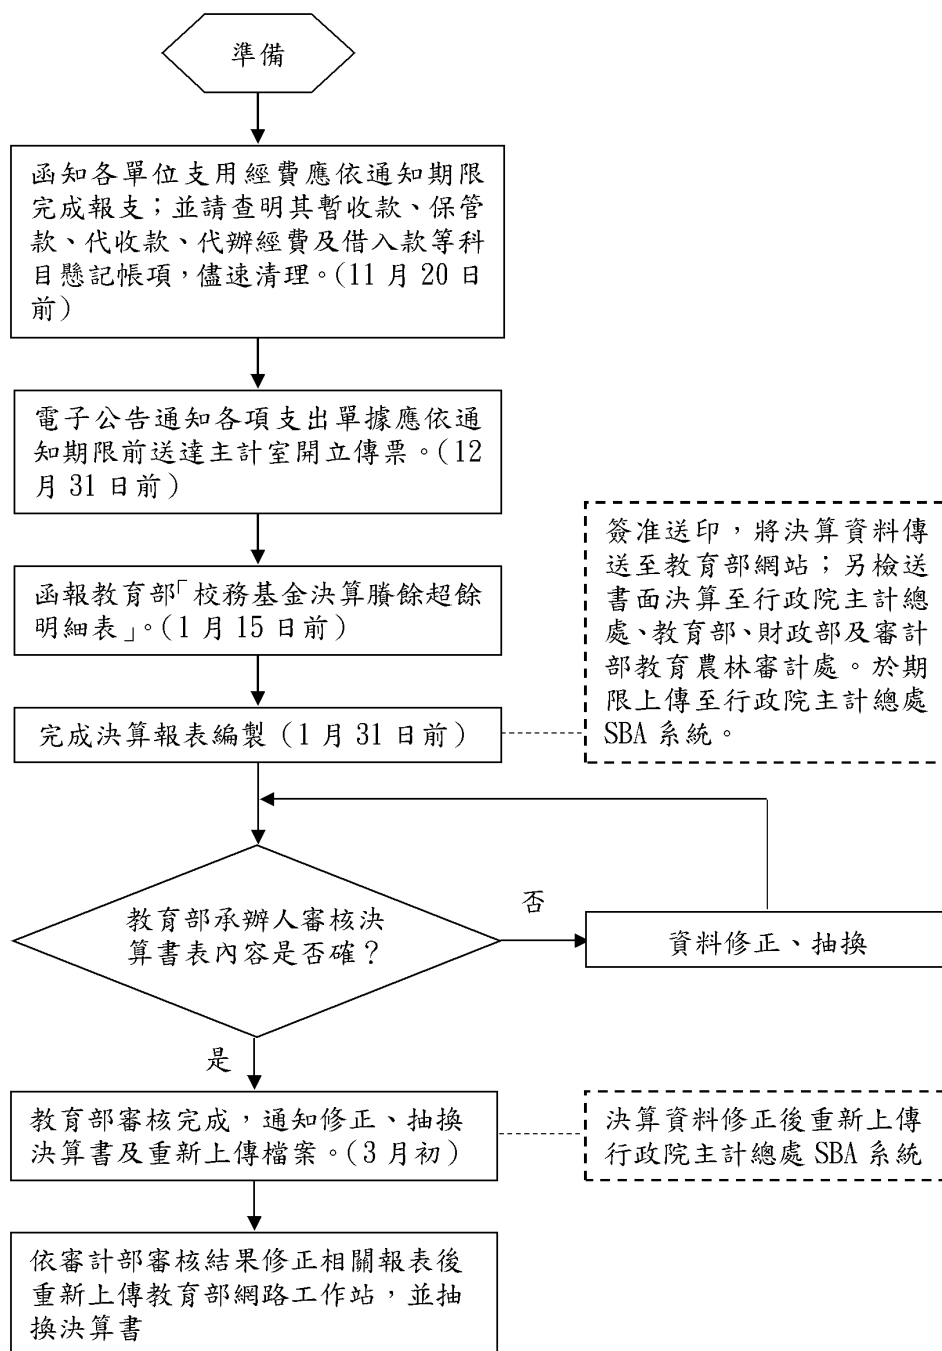 準備
函知各單位支用經費應依通知期限
完成報支；並請查明其暫收款、保管
款、代收款、代辦經費及借入款等科
目懸記帳項，儘速清理。(11 月 20 日
前)
電子公告通知各項支出單據應依通
知期限前送達主計室開立傳票。(12
月 31 日前)
函報教育部「校務基金決算賸餘超餘
明細表」。(1 月 15 日前)
完成決算報表編製 (1 月 31 日前)
簽准送印，將決算資料傳
送至教育部網站；另檢送
書面決算至行政院主計總
處、教育部、財政部及審計
部教育農林審計處。於期
限上傳至行政院主計總處
SBA 系統。
教育部承辦人審核決
算書表內容是否確？
否
資料修正、抽換
是
教育部審核完成，通知修正、抽換
決算書及重新上傳檔案。(3 月初)
決算資料修正後重新上傳
行政院主計總處 SBA 系統
依審計部審核結果修正相關報表後
重新上傳教育部網路工作站，並抽
換決算書